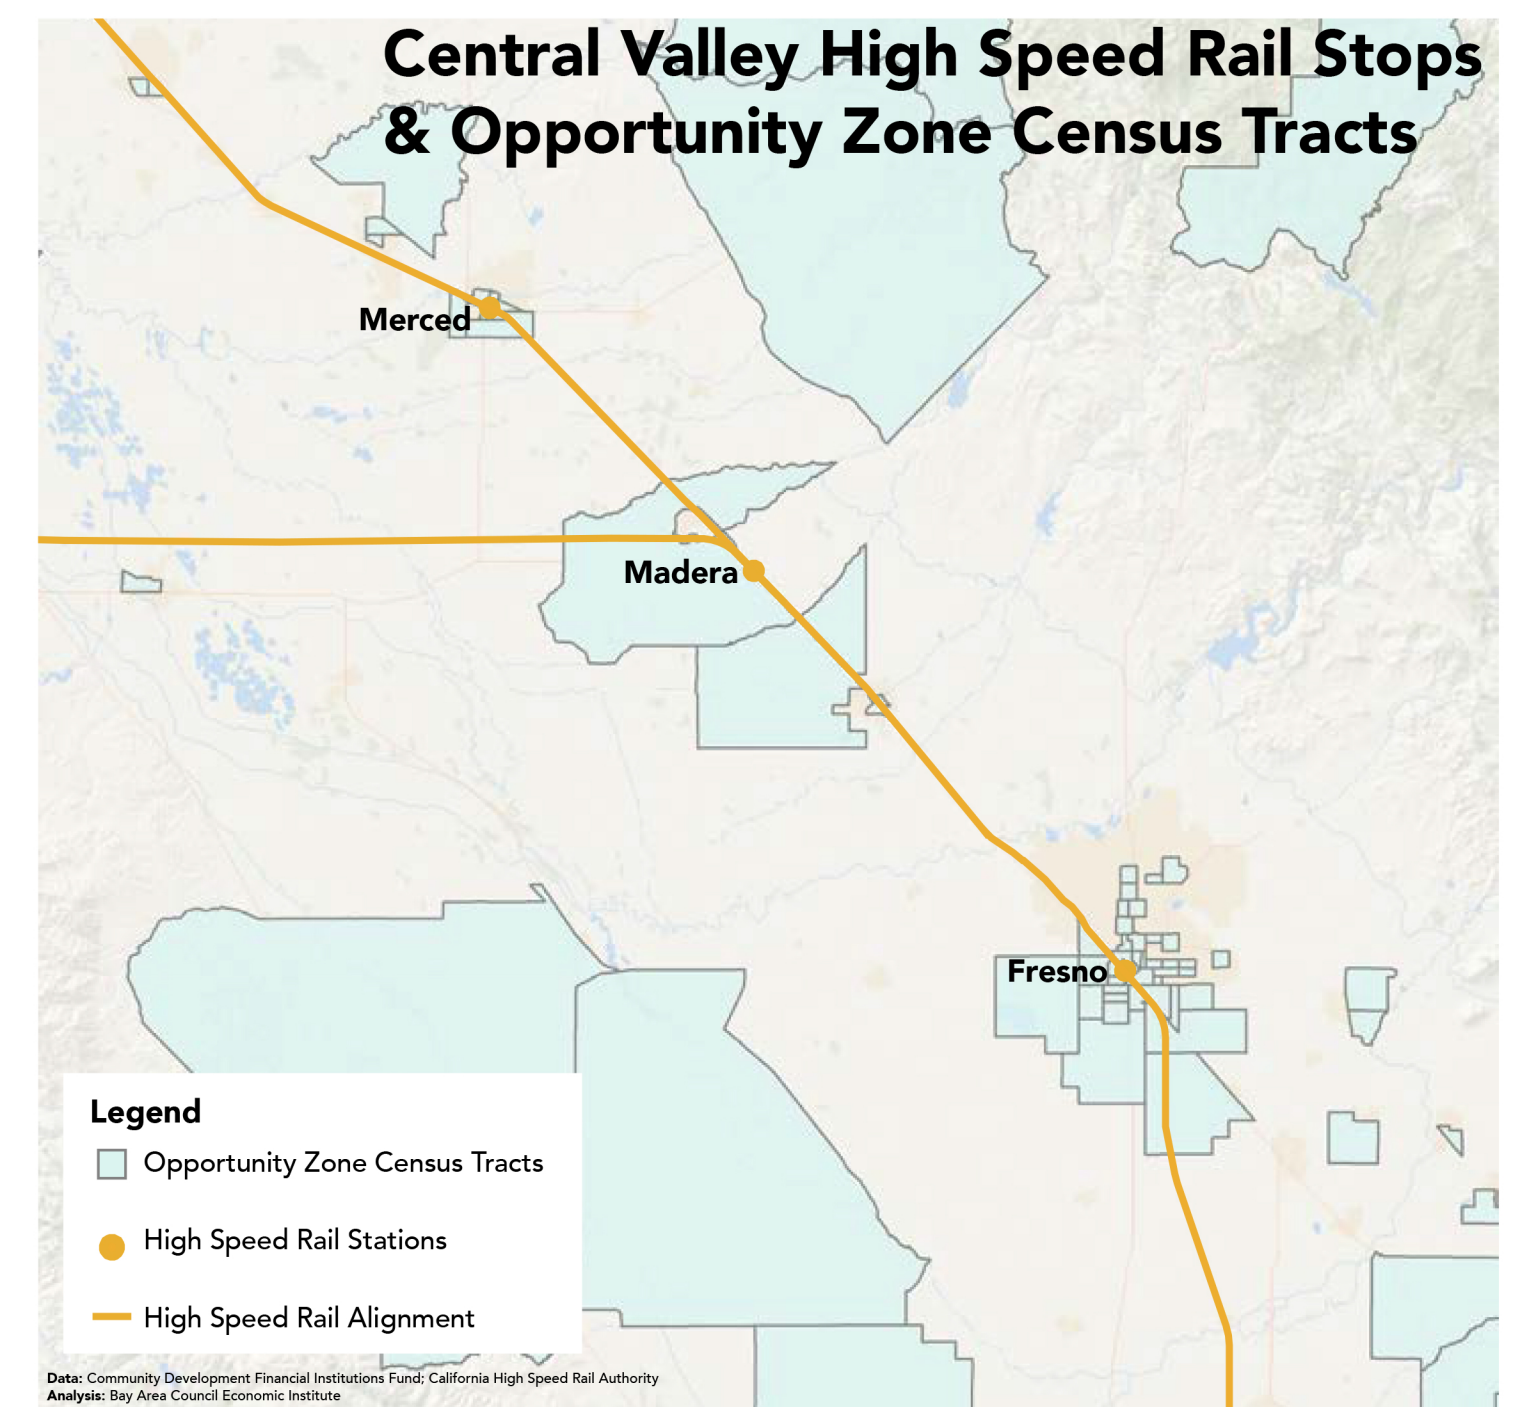 Central Valley High Speed Rail Stops
& Opportunity Zone Census Tracts
Merced
Madera
Fresno
Legend
Opportunity Zone Census Tracts
High Speed Rail Stations
High Speed Rail Alignment
Data: Community Development Financial Institutions Fund; California High Speed Rail Authority
Analysis: Bay Area Council Economic Institute